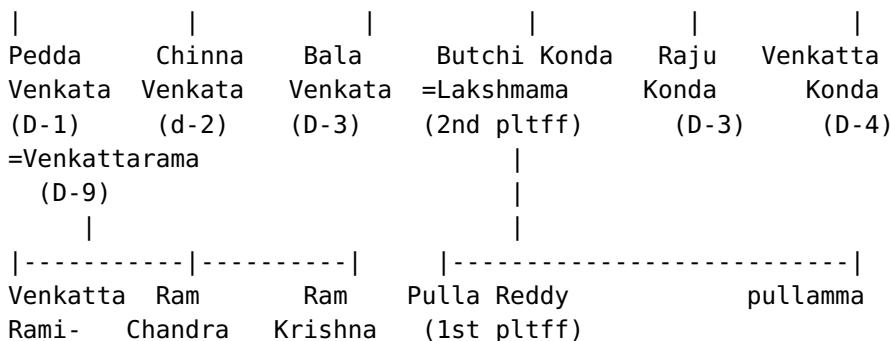 |             |             |            |            |            |
Pedda      Chinna     Bala      Butchi Konda   Raju   Venkatta
Venkata  Venkata   Venkata  =Lakshmama     Konda       Konda
(D-1)      (d-2)    (D-3)    (2nd pltff)       (D-3)      (D-4)
=Venkattarama                        |
  (D-9)                              |
      |                              |
|-----------|----------|      |---------------------------|
Venkatta  Ram        Ram     Pulla Reddy             pullamma
Rami-   Chandra   Krishna   (1st pltff)